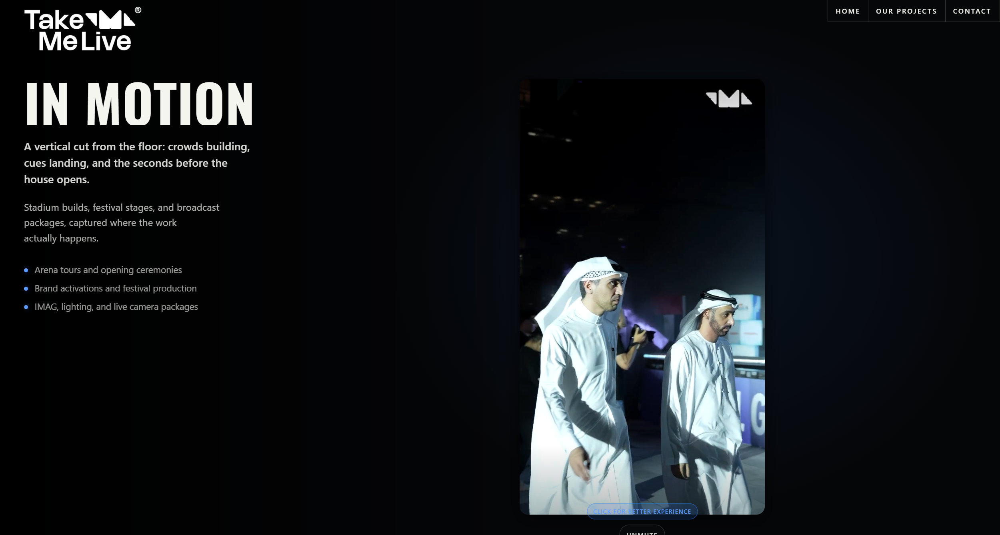 Take
Me Live
®
HOME
OUR PROJECTS
CONTACT
IN MOTION
A vertical cut from the floor: crowds building,
cues landing, and the seconds before the
house opens.
Stadium builds, festival stages, and broadcast
packages, captured where the work
actually happens.
Arena tours and opening ceremonies
Brand activations and festival production
IMAG, lighting, and live camera packages
LG
CLICK FOR BETTER EXPERIENCE
UNMUTE